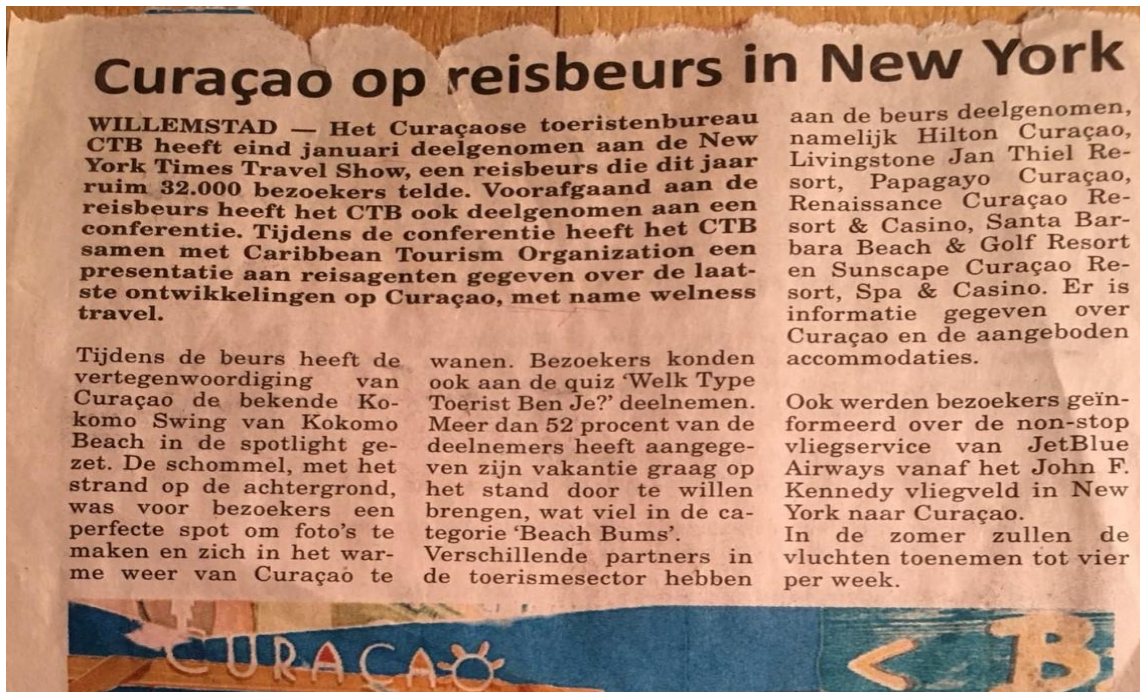 Curaçao op reisbeurs in New York
WILLEMSTAD — Het Curaçaose toeristenbureau
CTB heeft eind januari deelgenomen aan de New
York Times Travel Show, een reisbeurs die dit jaar
ruim 32.000 bezoekers telde. Voorafgaand aan de
reisbeurs heeft het CTB ook deelgenomen aan een
conferentie. Tijdens de conferentie heeft het CTB
samen met Caribbean Tourism Organization een
presentatie aan reisagenten gegeven over de laat-
ste ontwikkelingen op Curaçao, met name welness
travel.
Tijdens de beurs heeft de
vertegenwoordiging van
Curaçao de bekende Ko-
komo Swing van Kokomo
Beach in de spotlight ge-
zet. De schommel, met het
strand op de achtergrond,
was voor bezoekers een
perfecte spot om foto's te
maken en zich in het war-
me weer van Curaçao te
wanen. Bezoekers konden
ook aan de quiz 'Welk Type
Toerist Ben Je?' deelnemen.
Meer dan 52 procent van de
deelnemers heeft aangege-
ven zijn vakantie graag op
het stand door te willen
brengen, wat viel in de ca-
tegorie 'Beach Bums'.
Verschillende partners in
de toerismesector hebben
aan de beurs deelgenomen,
namelijk Hilton Curaçao,
Livingstone Jan Thiel Re-
sort, Papagayo Curaçao,
Renaissance Curaçao Re-
sort & Casino, Santa Bar-
bara Beach & Golf Resort
en Sunscape Curaçao Re-
sort, Spa & Casino. Er is
informatie gegeven over
Curaçao en de aangeboden
accommodaties.
Ook werden bezoekers geïn-
formeerd over de non-stop
vliegservice van JetBlue
Airways vanaf het John F.
Kennedy vliegveld in New
York naar Curaçao.
In de zomer zullen de
vluchten toenemen tot vier
per week.
CURAÇAO
< B